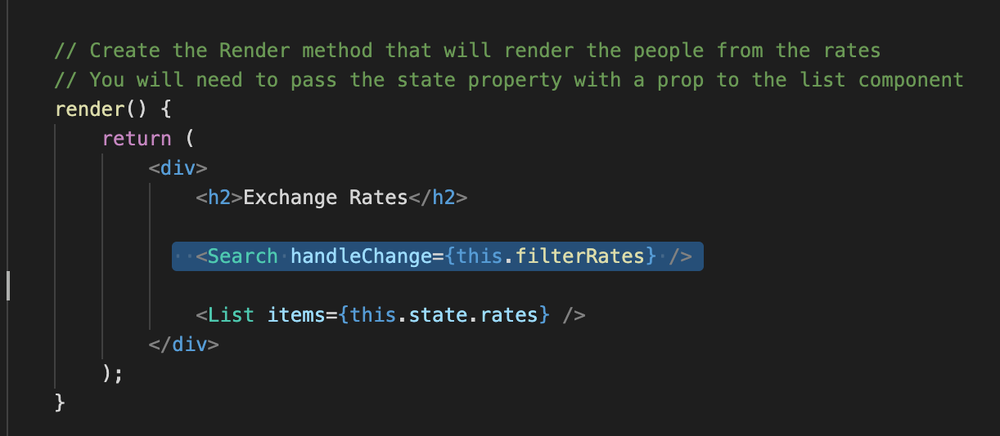 // Create the Render method that will render the people from the rates
// You will need to pass the state property with a prop to the list component
render() {
return (
<div>
<h2>Exchange Rates</h2>
<Search handleChange={this.filterRates} />
<List items={this.state.rates} />
</div>
);
}